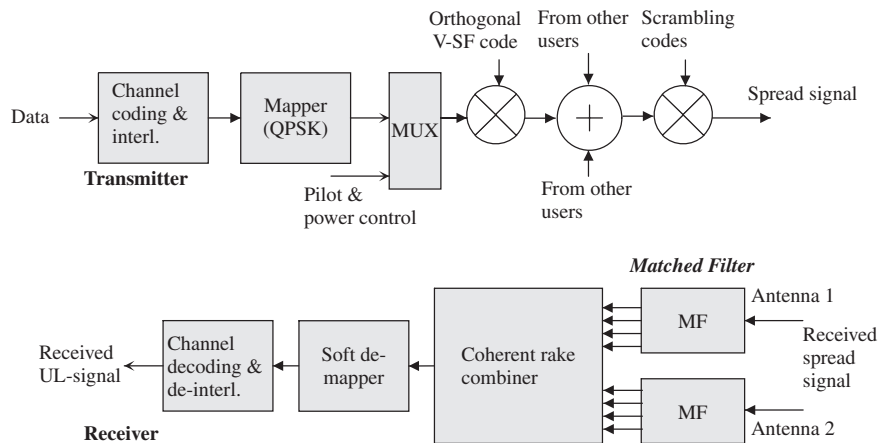 Orthogonal
V-SF code
From other
users
Scrambling
codes
Data
Channel
coding &
interl.
Mapper
(QPSK)
MUX
Spread signal
Transmitter
Pilot &
power control
From other
users
Matched Filter
Antenna 1
MF
Received
spread
signal
Coherent rake
combiner
Soft de-
mapper
Channel
decoding &
de-interl.
Received
UL-signal
MF
Antenna 2
Receiver